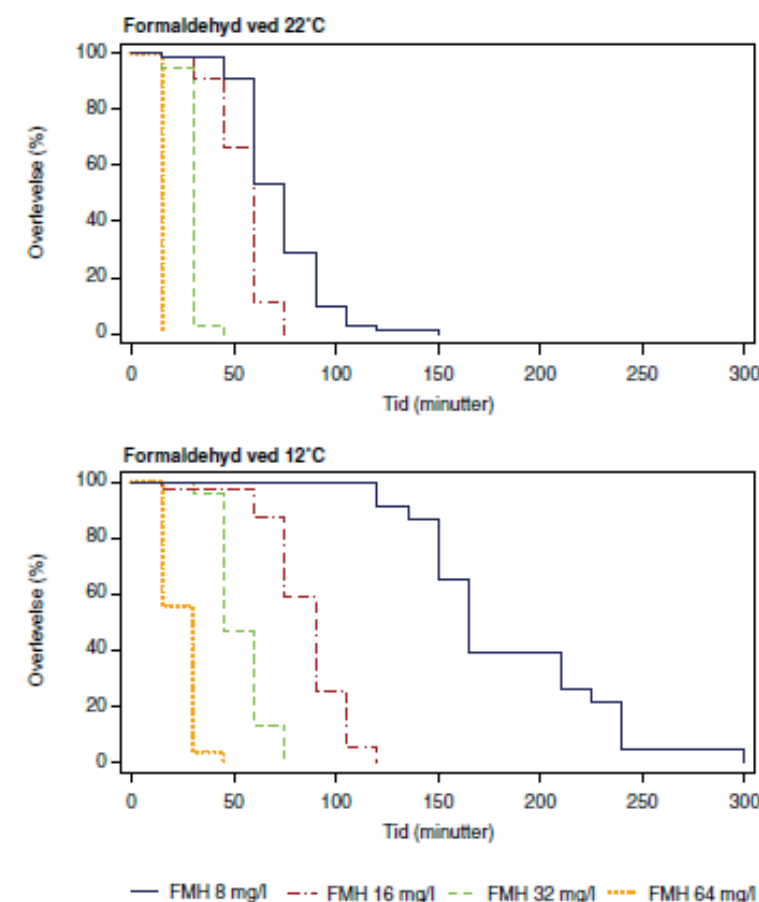 Formaldehyd ved 22°C
100
80
60
40
20
0
Overlevelse (%)
0 50 100 150 200 250 300
Tid (minutter)
Formaldehyd ved 12°C
100
80
60
40
20
0
Overlevelse (%)
0 50 100 150 200 250 300
Tid (minutter)
FMH 8 mg/l FMH 16 mg/l FMH 32 mg/l FMH 64 mg/l